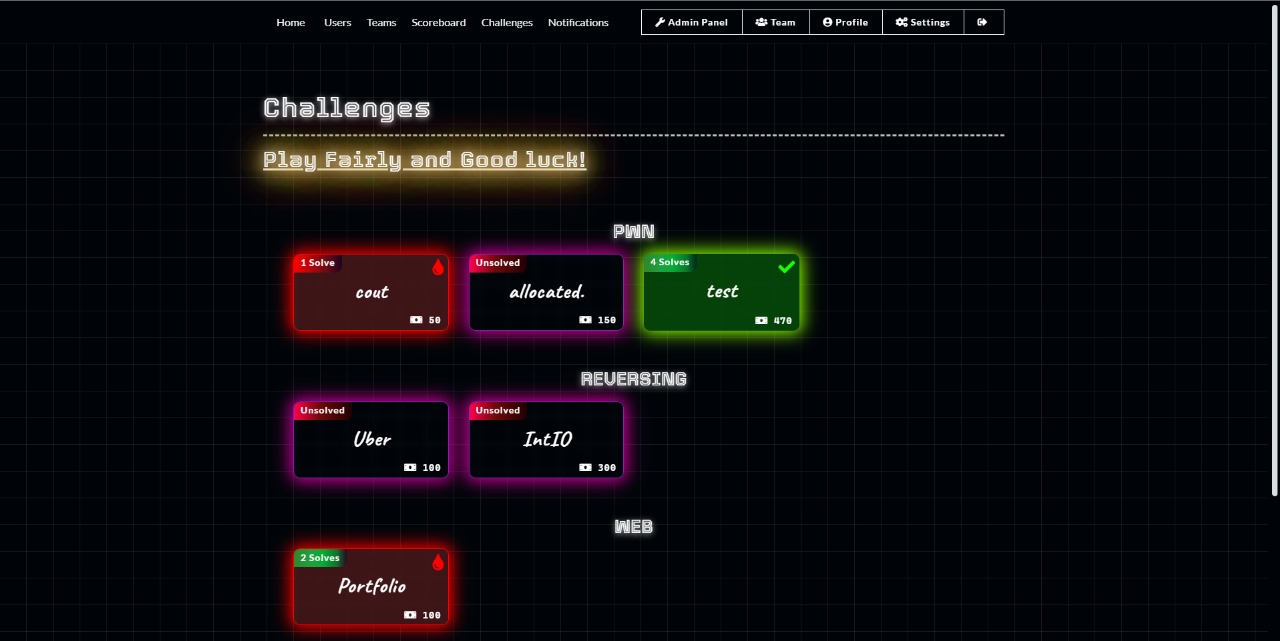 Home Users Teams Scoreboard Challenges Notifications Admin Panel Team Profile Settings
Challenges
Play Fairly and Good luck!
PWN
1 Solve Unsolved 4 Solves
cout allocated. test
50 150 470
REVERSING
Unsolved Unsolved
Uber IntIO
100 300
WEB
2 Solves
Portfolio
100